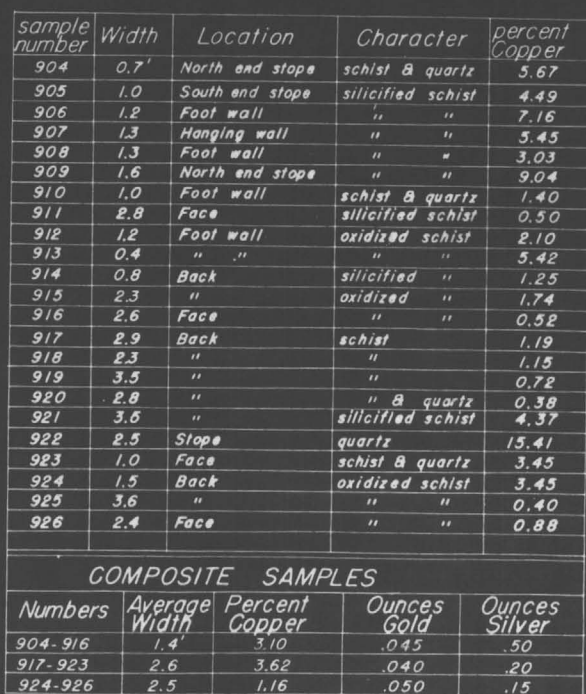 sample number Width Location Character percent Copper
904 0.7' North end stope schist & quartz 5.67
905 1.0 South end stope silicified schist 4.49
906 1.2 Foot wall " " 7.16
907 1.3 Hanging wall " " 5.45
908 1.3 Foot wall " " 3.03
909 1.6 North end stope " " 9.04
910 1.0 Foot wall schist & quartz 1.40
911 2.8 Face silicified schist 0.50
912 1.2 Foot wall oxidized schist 2.10
913 0.4 " " " " 5.42
914 0.8 Back silicified " 1.25
915 2.3 " oxidized " 1.74
916 2.6 Face " " 0.52
917 2.9 Back schist 1.19
918 2.3 " " 1.15
919 3.5 " " 0.72
920 2.8 " " & quartz 0.38
921 3.6 " silicified schist 4.37
922 2.5 Stope quartz 15.41
923 1.0 Face schist & quartz 3.45
924 1.5 Back oxidized schist 3.45
925 3.6 " " " 0.40
926 2.4 Face " " 0.88
COMPOSITE SAMPLES
Numbers Average Width Percent Copper Ounces Gold Ounces Silver
904-916 1.4' 3.10 .045 .50
917-923 2.6 3.62 .040 .20
924-926 2.5 1.16 .050 .15